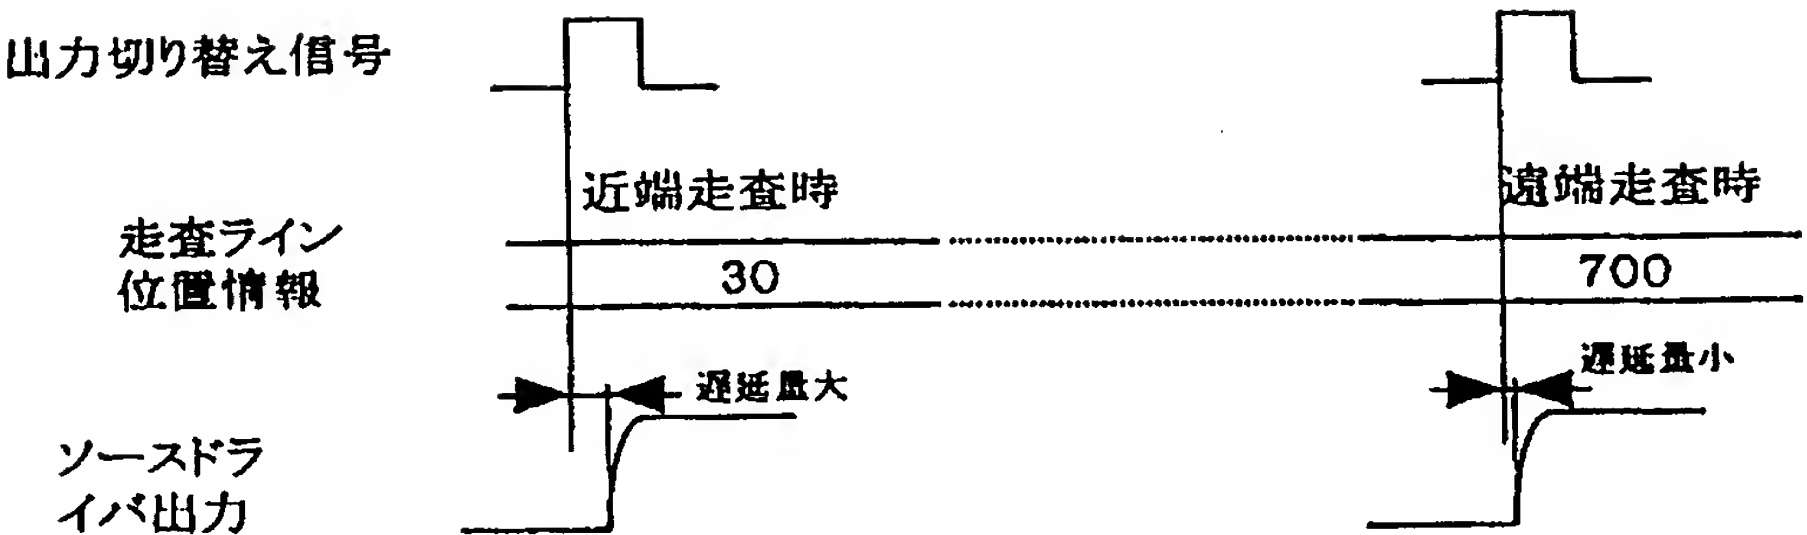 出力切り替え信号
近端走査時
遠端走査時
走査ライン
位置情報
30
700
遅延量大
遅延量小
ソースドラ
イバ出力